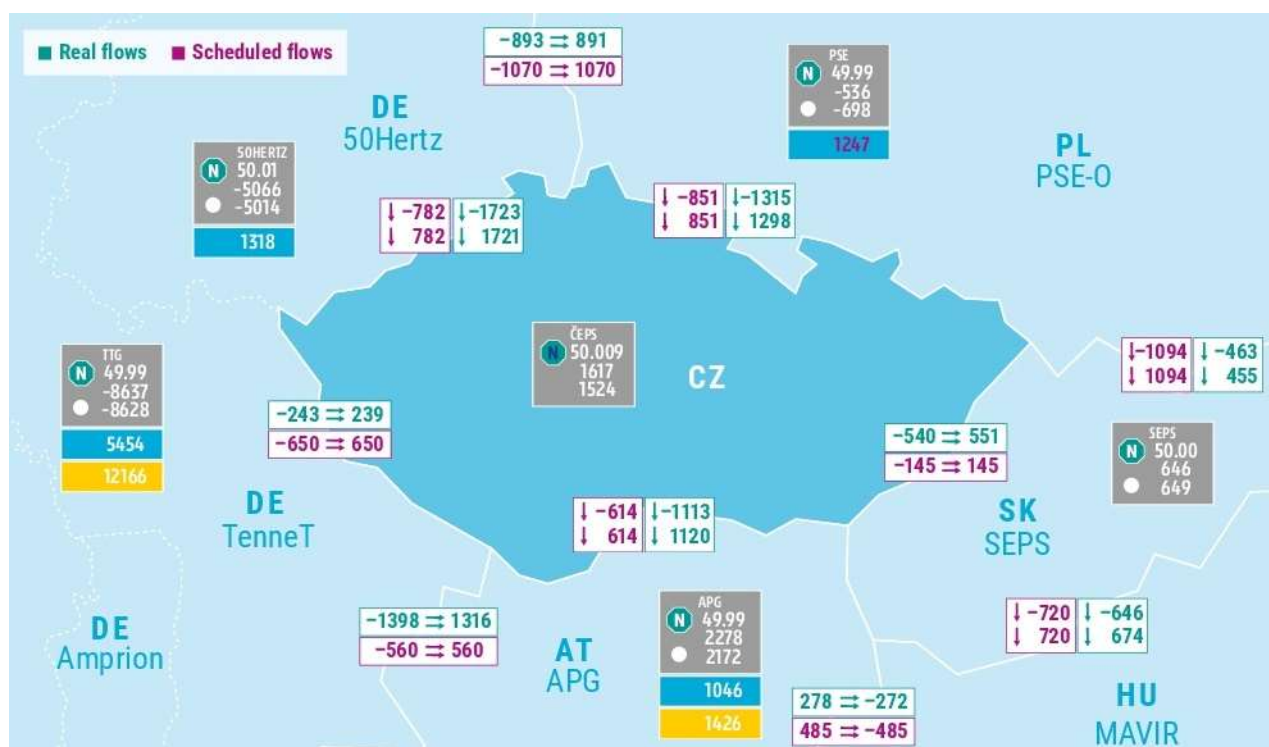 Real flows
Scheduled flows
−893 ⇉ 891
−1070 ⇉ 1070
DE
50Hertz
PSE
N 49.99
-536
-698
1247
PL
PSE-O
50HERTZ
N 50.01
-5066
-5014
1318
↓ −782 ↓−1723
↓ 782 ↓ 1721
↓ −851 ↓−1315
↓ 851 ↓ 1298
TTG
N 49.99
-8637
-8628
5454
12166
ČEPS
N 50.009
1617
1524
CZ
↓−1094 ↓ −463
↓ 1094 ↓ 455
−243 ⇉ 239
−650 ⇉ 650
−540 ⇉ 551
−145 ⇉ 145
SEPS
N 50.00
646
649
DE
TenneT
↓ −614 ↓−1113
↓ 614 ↓ 1120
SK
SEPS
DE
Amprion
−1398 ⇉ 1316
−560 ⇉ 560
AT
APG
APG
N 49.99
2278
2172
1046
1426
↓ −720 ↓ −646
↓ 720 ↓ 674
278 ⇉ −272
485 ⇉ −485
HU
MAVIR